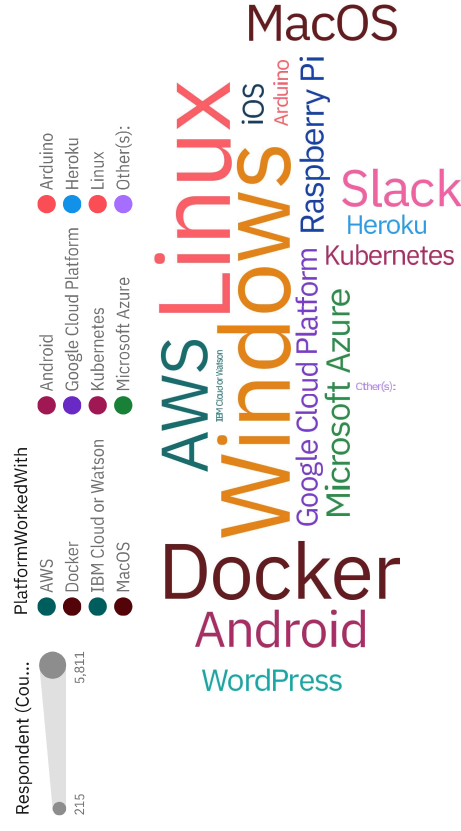 Respondent (Cou...
215
5,811
PlatformWorkedWith
AWS
Docker
IBM Cloud or Watson
MacOS
Android
Google Cloud Platform
Kubernetes
Microsoft Azure
Arduino
Heroku
Linux
Other(s):
MacOS
Linux
iOS
Arduino
Raspberry Pi
Slack
Heroku
Kubernetes
Windows
AWS
IBM Cloud or Watson
Google Cloud Platform
Microsoft Azure
Other(s):
Docker
Android
WordPress